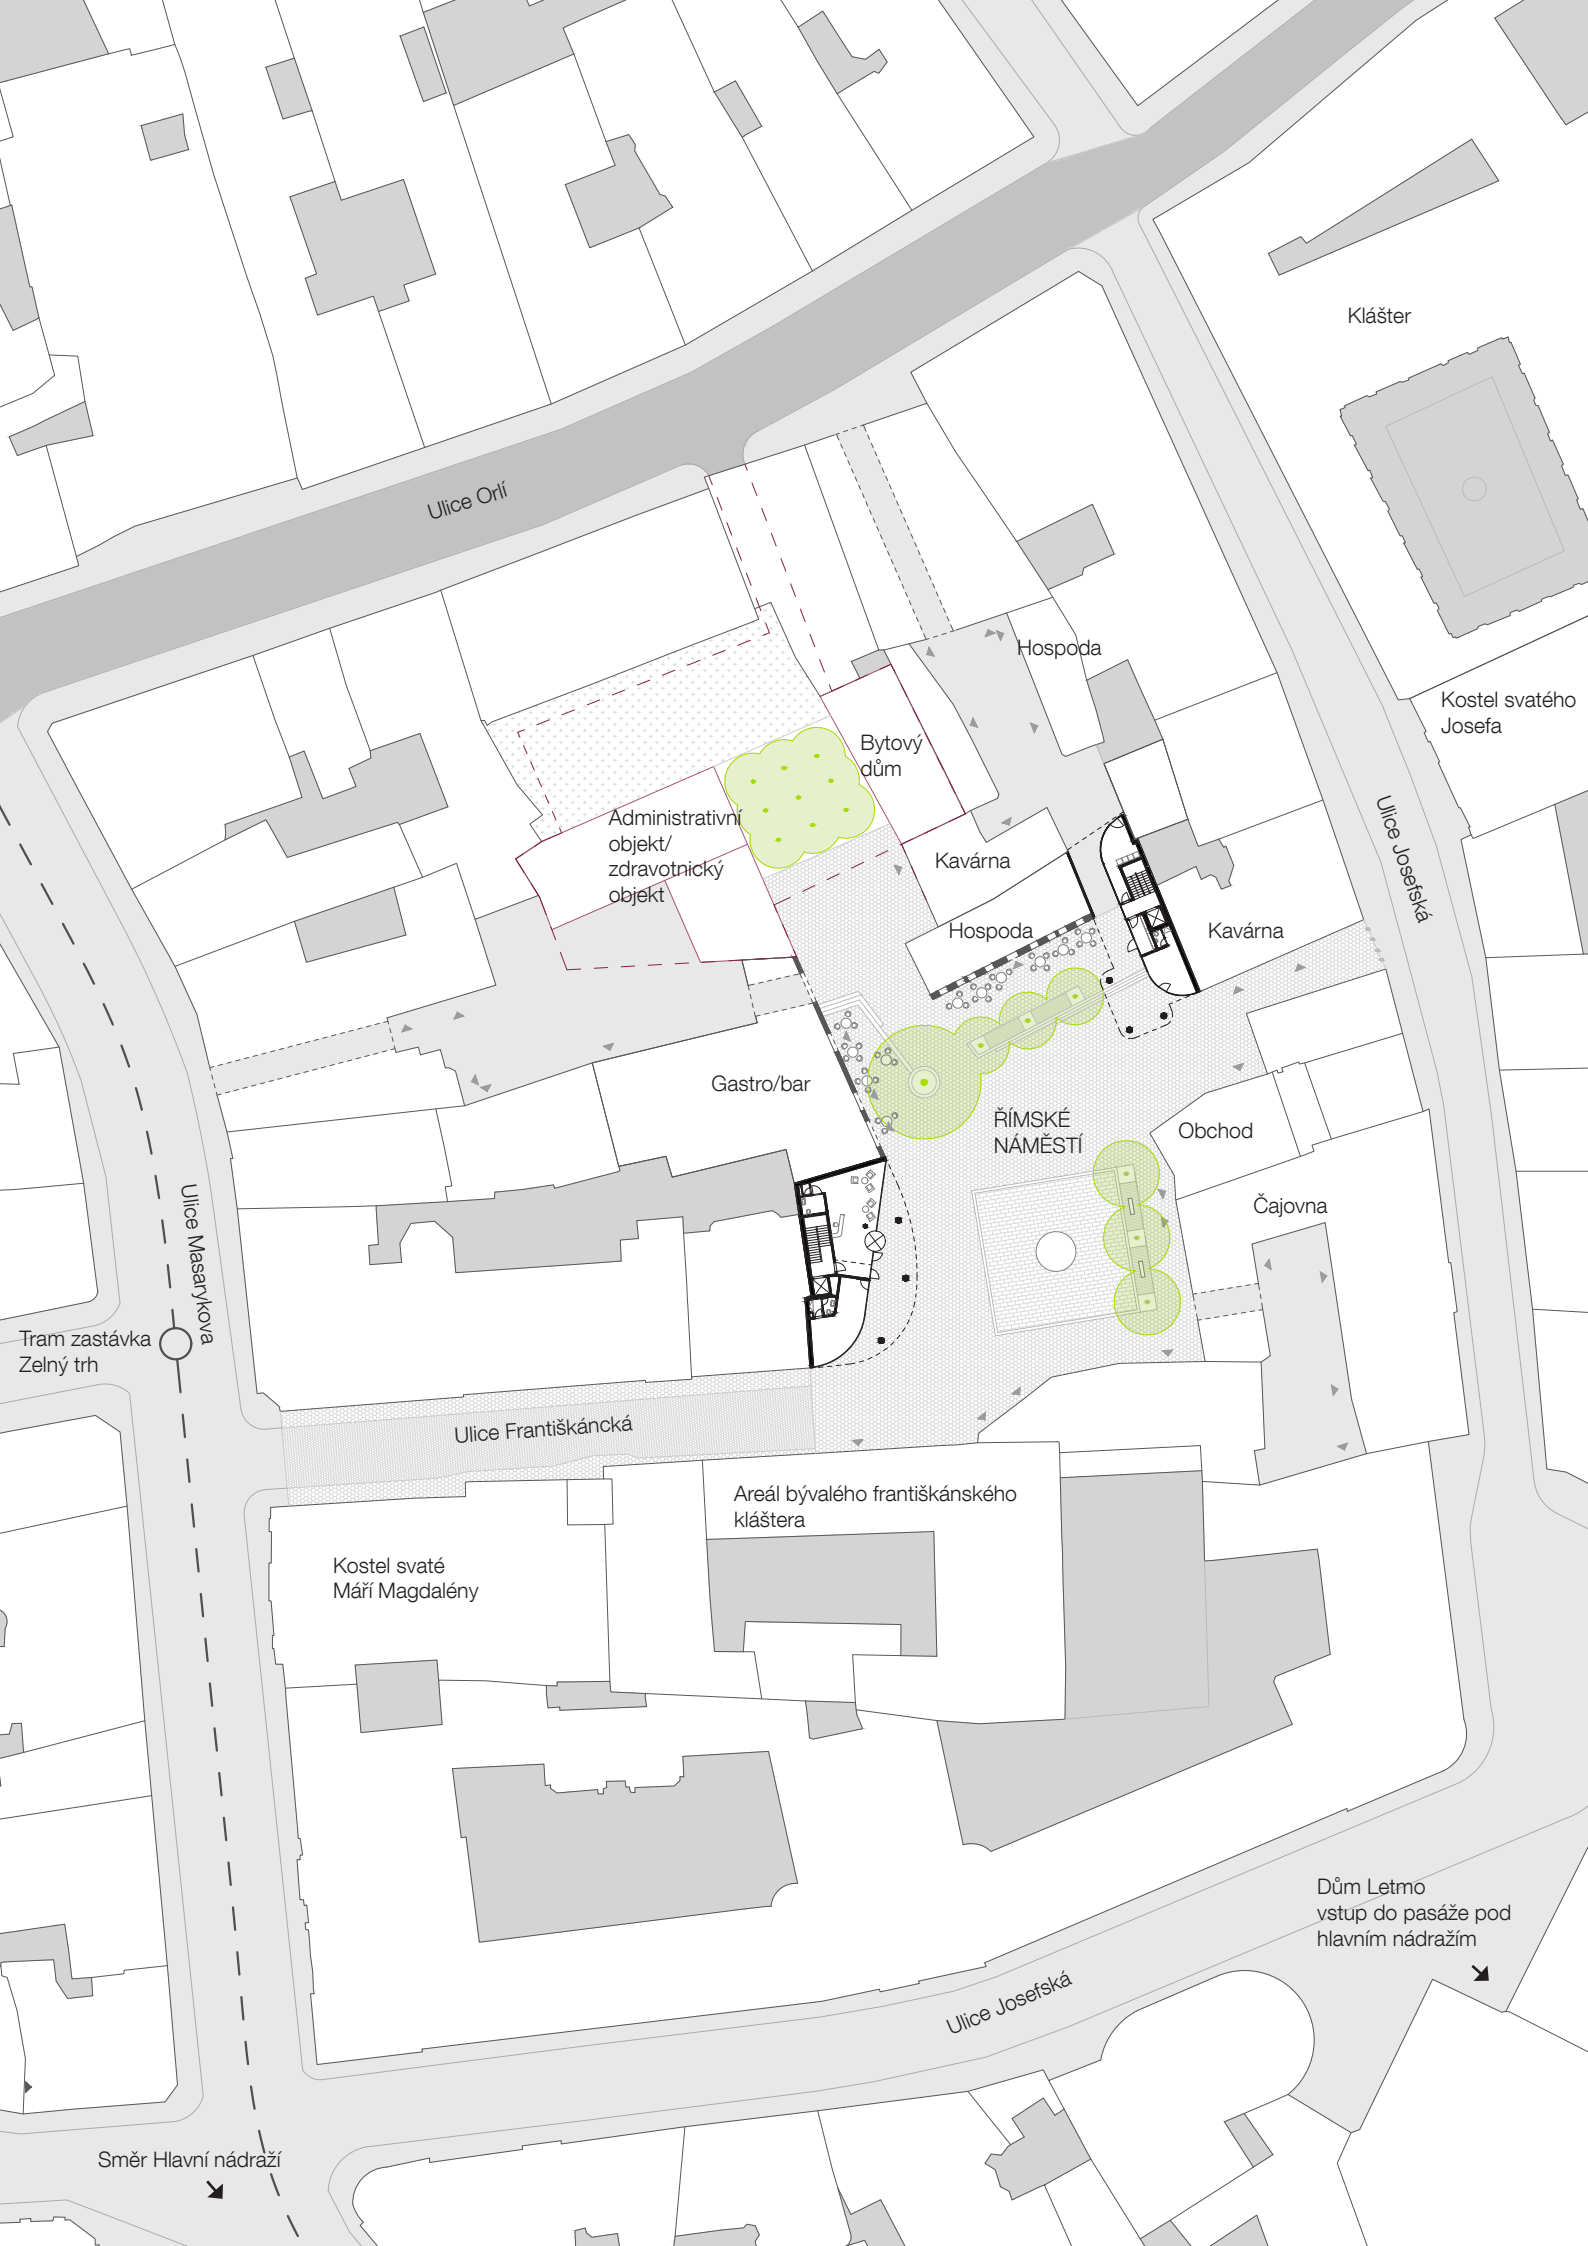 Klášter
Ulice Orlí
Hospoda
Kostel svatého
Josefa
Bytový
dům
Administrativní
objekt/
zdravotnický
objekt
Ulice Josefská
Kavárna
Hospoda
Kavárna
Gastro/bar
ŘÍMSKÉ
NÁMĚSTÍ
Obchod
Čajovna
Ulice Masarykova
Tram zastávka
Zelný trh
Ulice Františkáncká
Areál bývalého františkánského
kláštera
Kostel svaté
Máří Magdalény
Dům Letmo
vstup do pasáže pod
hlavním nádražím
Ulice Josefská
Směr Hlavní nádraží